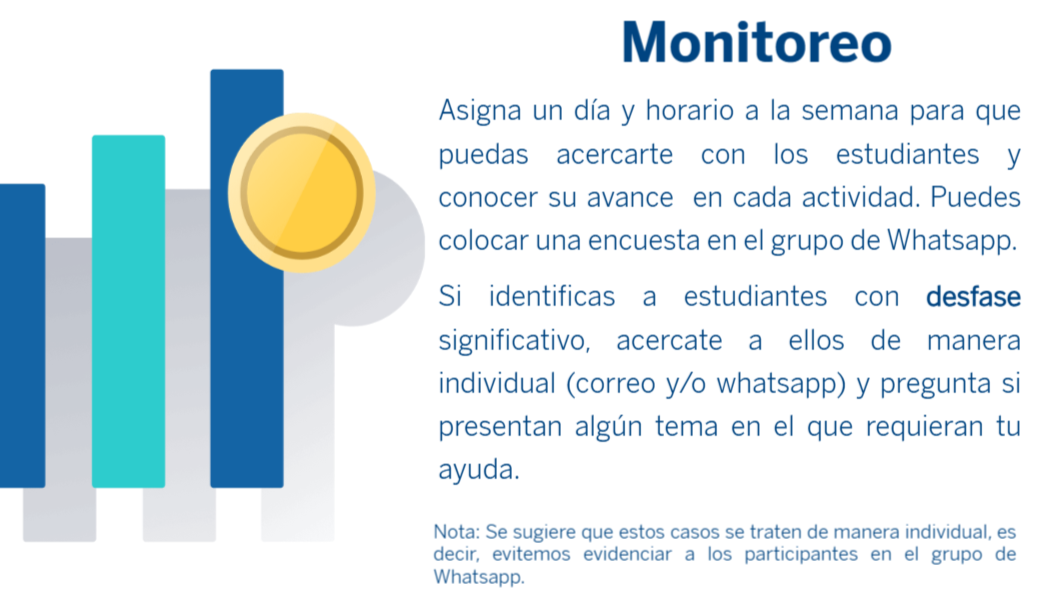 Monitoreo
Asigna un día y horario a la semana para que
puedas acercarte con los estudiantes y
conocer su avance en cada actividad. Puedes
colocar una encuesta en el grupo de Whatsapp.
Si identificas a estudiantes con desfase
significativo, acercate a ellos de manera
individual (correo y/o whatsapp) y pregunta si
presentan algún tema en el que requieran tu
ayuda.
Nota: Se sugiere que estos casos se traten de manera individual, es
decir, evitemos evidenciar a los participantes en el grupo de
Whatsapp.